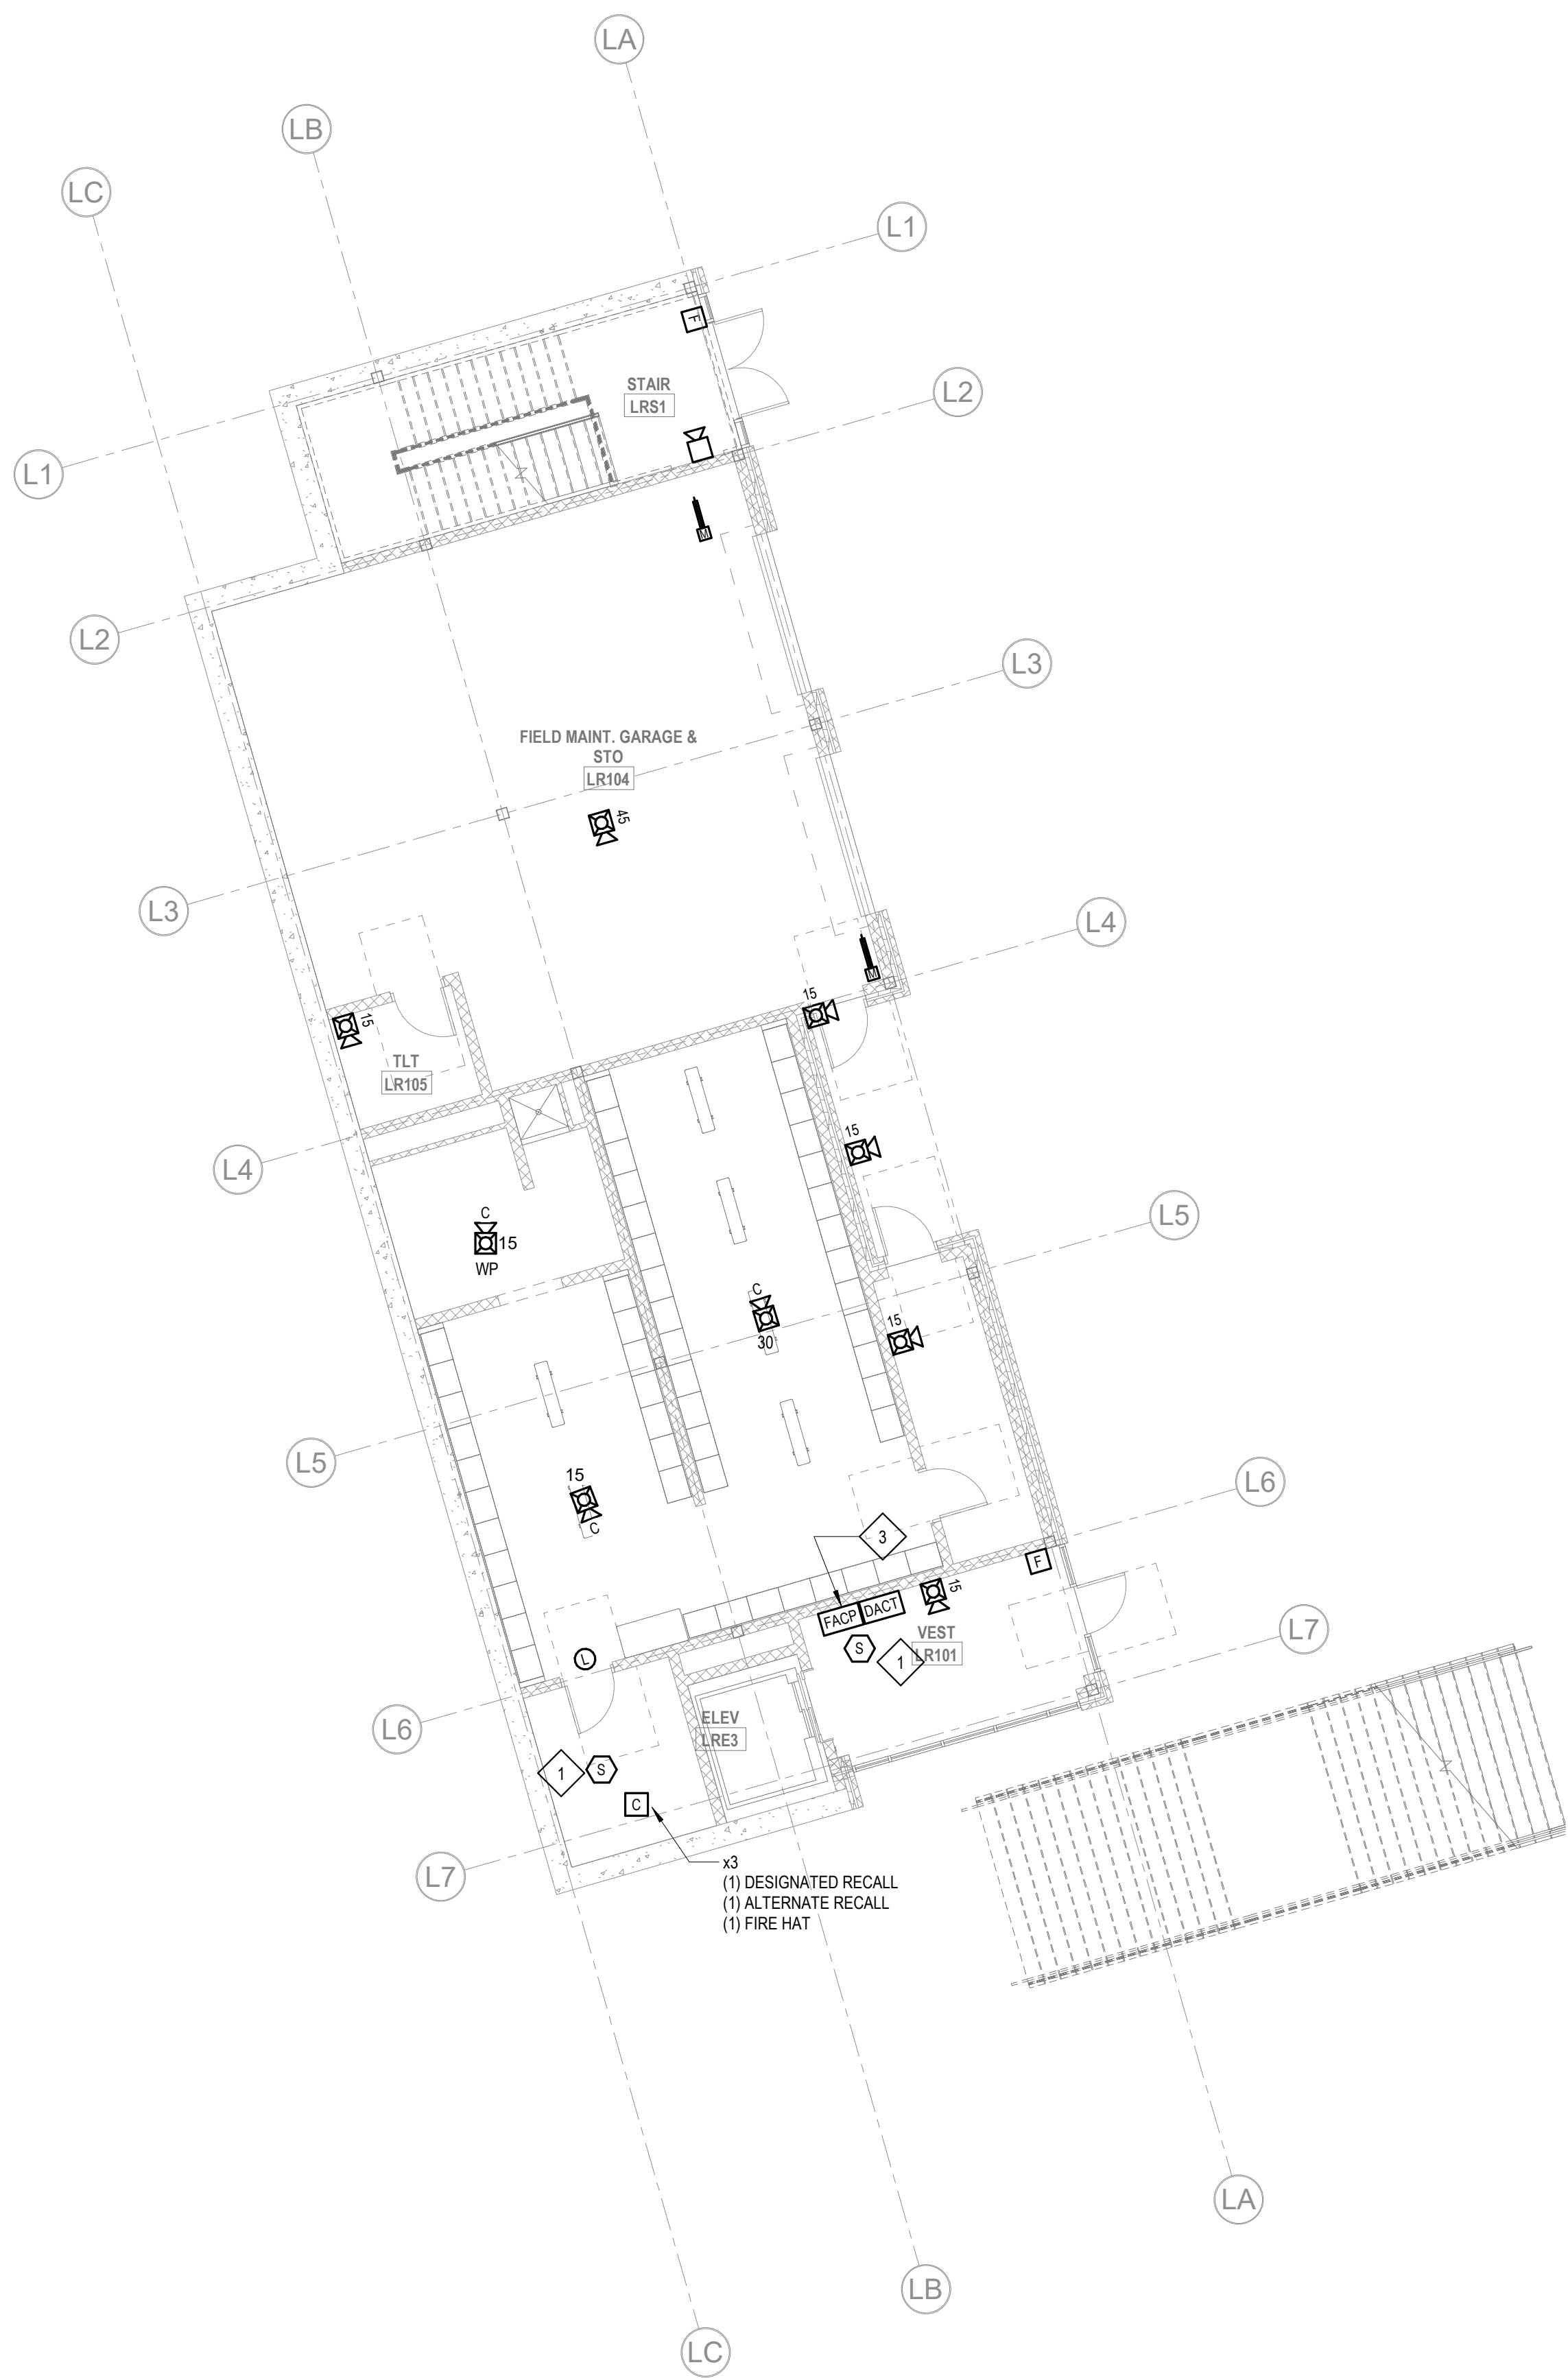 LA
LB
LC
L1
F
STAIR
LRS1
L2
L1
M
L2
L3
FIELD MAINT. GARAGE &
STO
LR104
45
L3
L4
M
15
15
TLT
LR105
15
L4
C
15
WP
L5
C
30
15
L5
15
C
L6
3
F
FACP
DACT
15
VEST
LR101
S
1
L7
L
L6
ELEV
LRE3
1
S
C
L7
x3
(1) DESIGNATED RECALL
(1) ALTERNATE RECALL
(1) FIRE HAT
LA
LB
LC